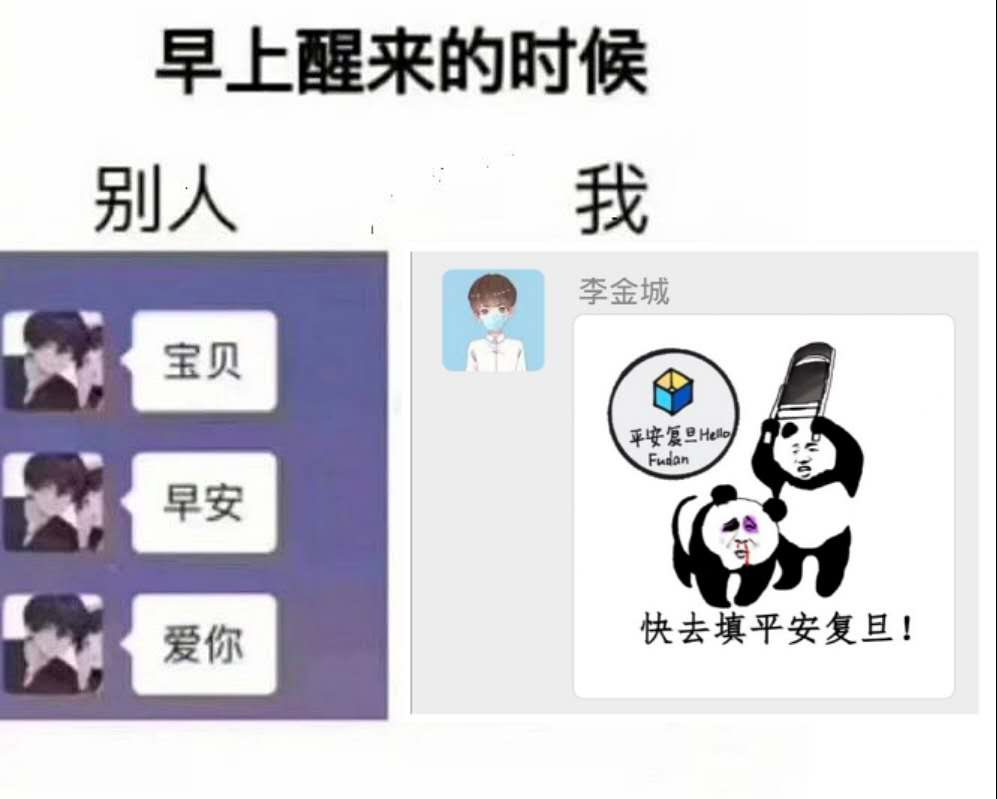 早上醒来的时候
别人
我
宝贝
早安
爱你
李金城
平安复旦Hello
Fudan
快去填平安复旦！